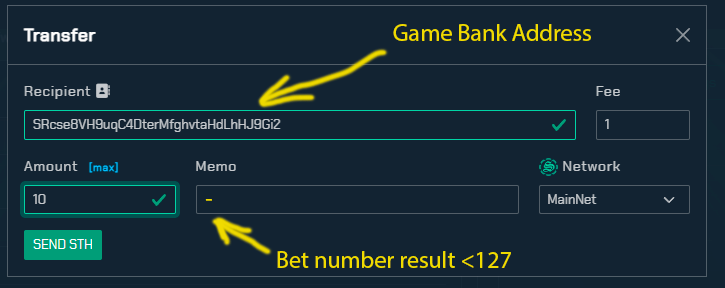 Transfer
Game Bank Address
Recipient
Fee
SRcse8VH9uqC4DterMfghvtaHdLhHJ9Gi2
1
Amount [max]
Memo
Network
10
-
MainNet
SEND STH
Bet number result <127